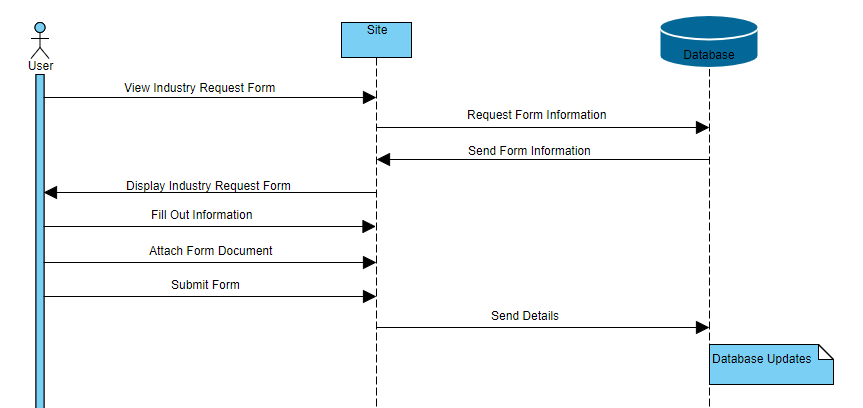 Site
Database
User
View Industry Request Form
Request Form Information
Send Form Information
Display Industry Request Form
Fill Out Information
Attach Form Document
Submit Form
Send Details
Database Updates